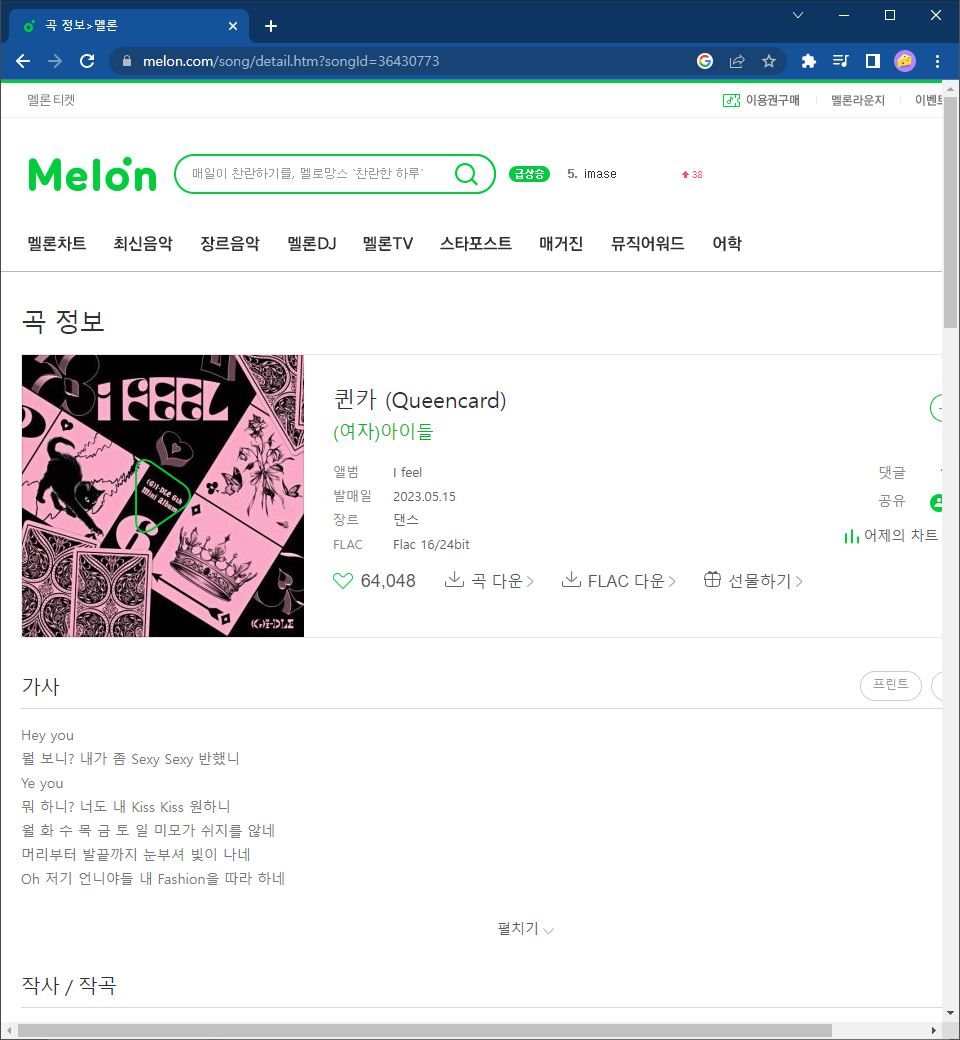 곡 정보>멜론
melon.com/song/detail.htm?songId=36430773
멜론티켓
이용권구매
멜론라운지
Melon
매일이 찬란하기를, 멜로망스 `찬란한 하루`
급상승
5. imase
38
멜론차트 최신음악 장르음악 멜론DJ 멜론TV 스타포스트 매거진 뮤직어워드 어학
곡 정보
I FEEL
(G)I-DLE 6th
Mini Album
(G)I-DLE
퀸카 (Queencard)
(여자)아이들
앨범 I feel
댓글
발매일 2023.05.15
공유
장르 댄스
어제의 차트
FLAC Flac 16/24bit
64,048 곡 다운 FLAC 다운 선물하기
가사
프린트
Hey you
뭘 보니? 내가 좀 Sexy Sexy 반했니
Ye you
뭐 하니? 너도 내 Kiss Kiss 원하니
월 화 수 목 금 토 일 미모가 쉬지를 않네
머리부터 발끝까지 눈부셔 빛이 나네
Oh 저기 언니야들 내 Fashion을 따라 하네
펼치기
작사 / 작곡